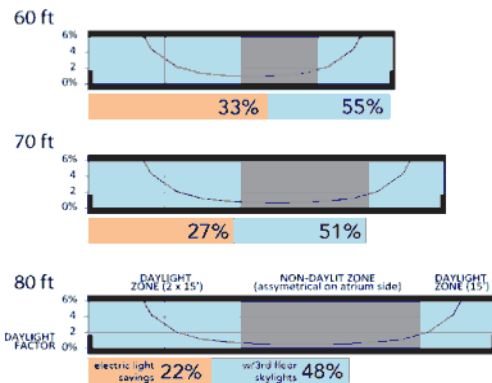 60 ft
6%
4
2
0%
33% 55%
70 ft
6%
4
2
0%
27% 51%
80 ft
DAYLIGHT ZONE (2 x 15')
NON-DAYLIT ZONE (assymetrical on atrium side)
DAYLIGHT ZONE (15')
6%
4
2
0%
DAYLIGHT FACTOR
electric light savings 22%
w/3rd floor skylights 48%